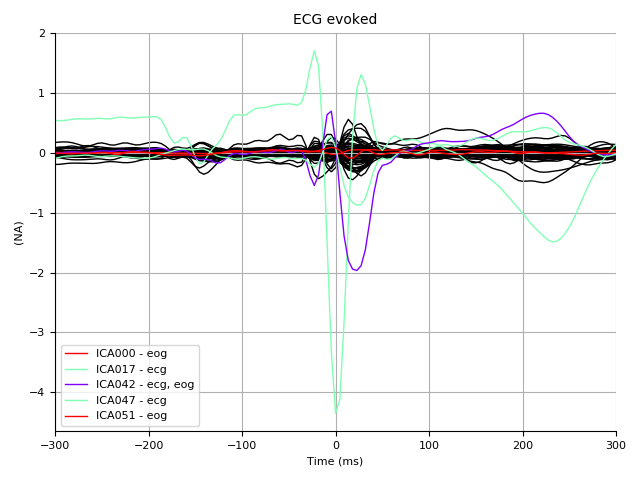 ECG evoked
2
1
0
−1
−2
−3
−4
(NA)
ICA000 - eog
ICA017 - ecg
ICA042 - ecg, eog
ICA047 - ecg
ICA051 - eog
−300 −200 −100 0 100 200 300
Time (ms)